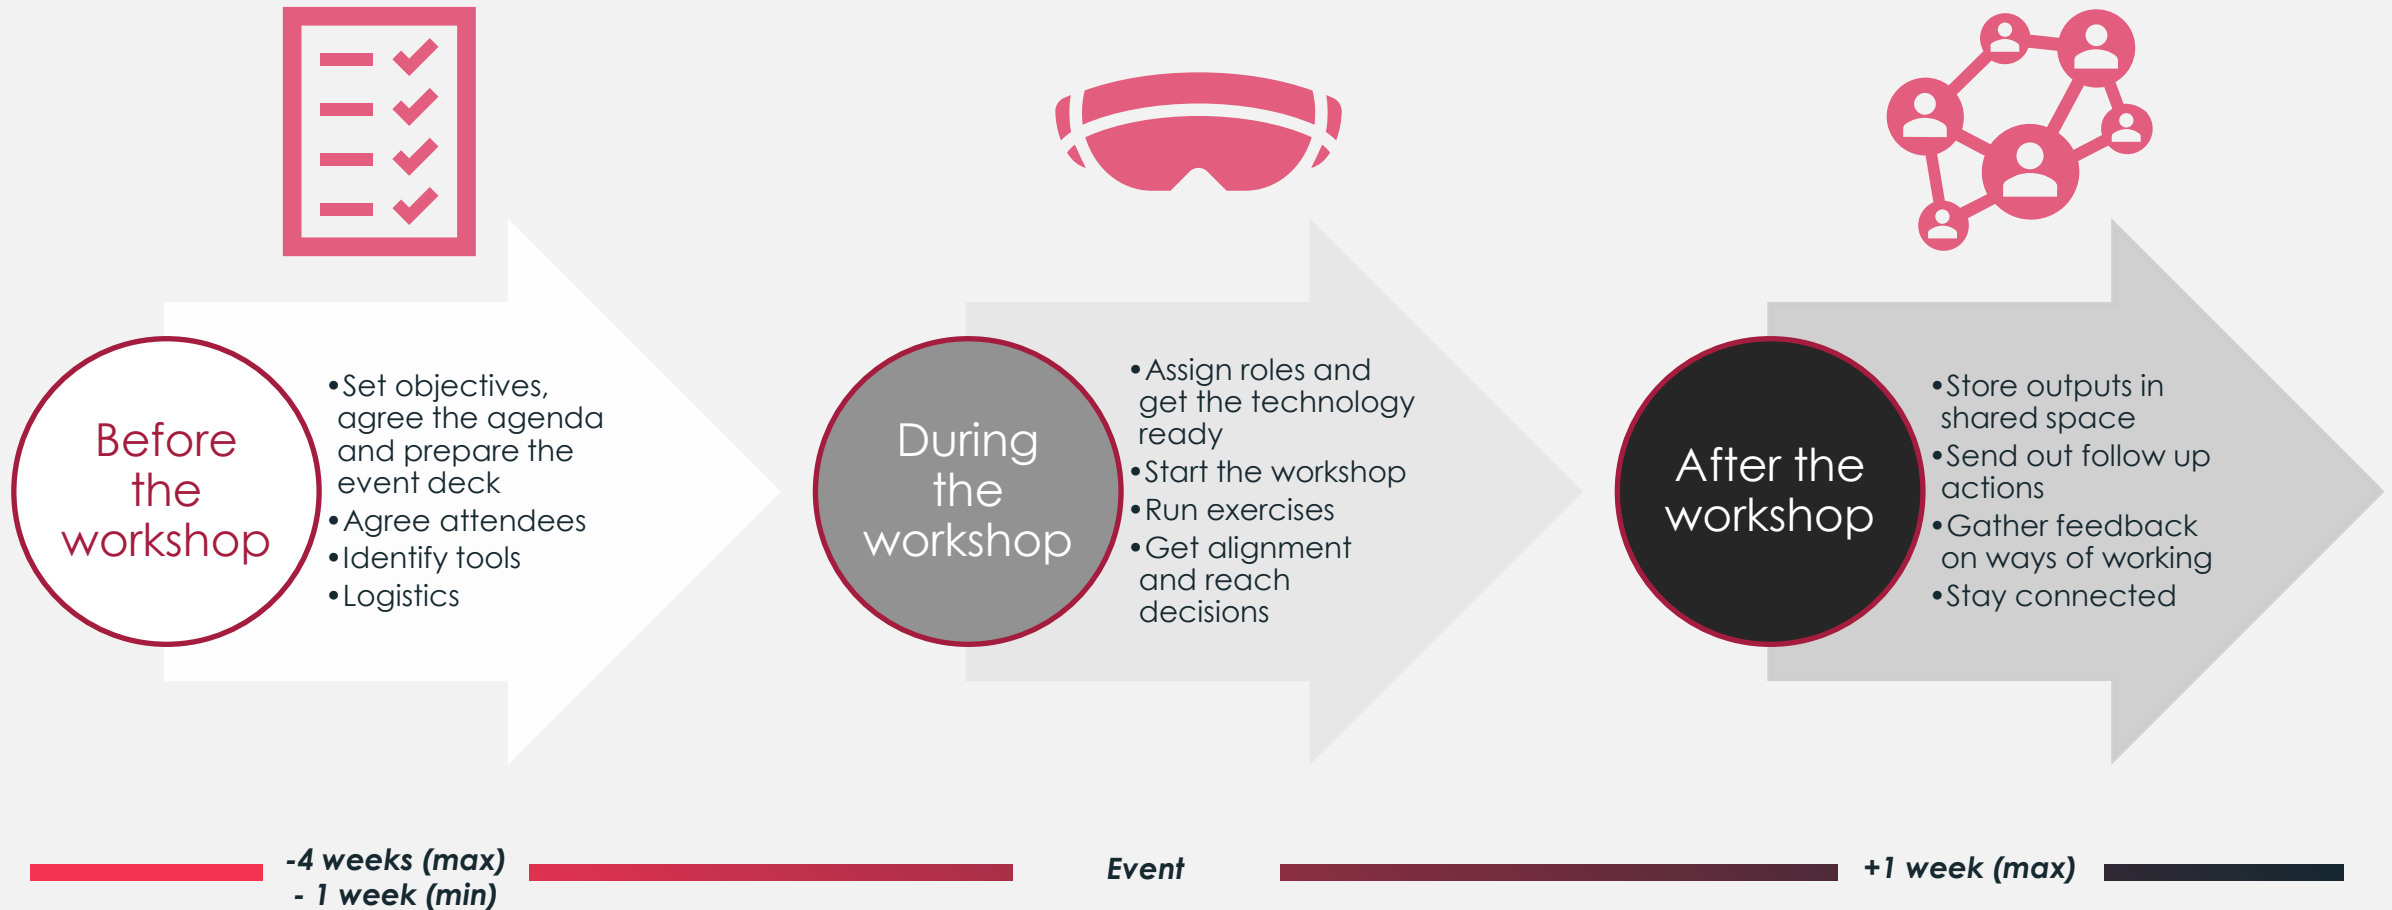 Before
the
workshop
•Set objectives,
agree the agenda
and prepare the
event deck
•Agree attendees
•Identify tools
•Logistics
During
the
workshop
•Assign roles and
get the technology
ready
•Start the workshop
•Run exercises
•Get alignment
and reach
decisions
After the
workshop
•Store outputs in
shared space
•Send out follow up
actions
•Gather feedback
on ways of working
•Stay connected
-4 weeks (max)
- 1 week (min)
Event
+1 week (max)